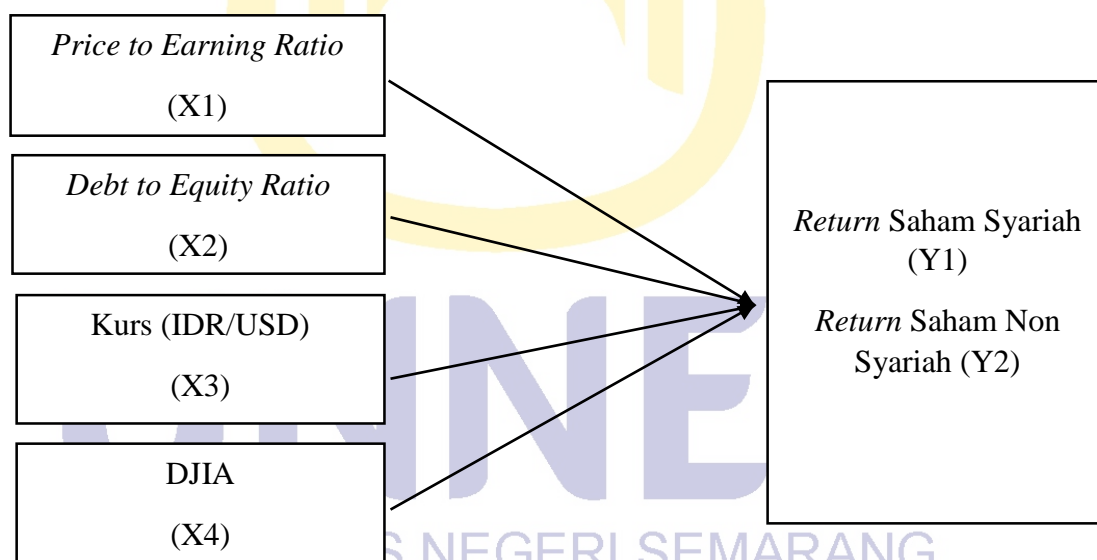 Price to Earning Ratio
(X1)
Debt to Equity Ratio
(X2)
Kurs (IDR/USD)
(X3)
DJIA
(X4)
Return Saham Syariah
(Y1)
Return Saham Non
Syariah (Y2)
NEGERI SEMARANG